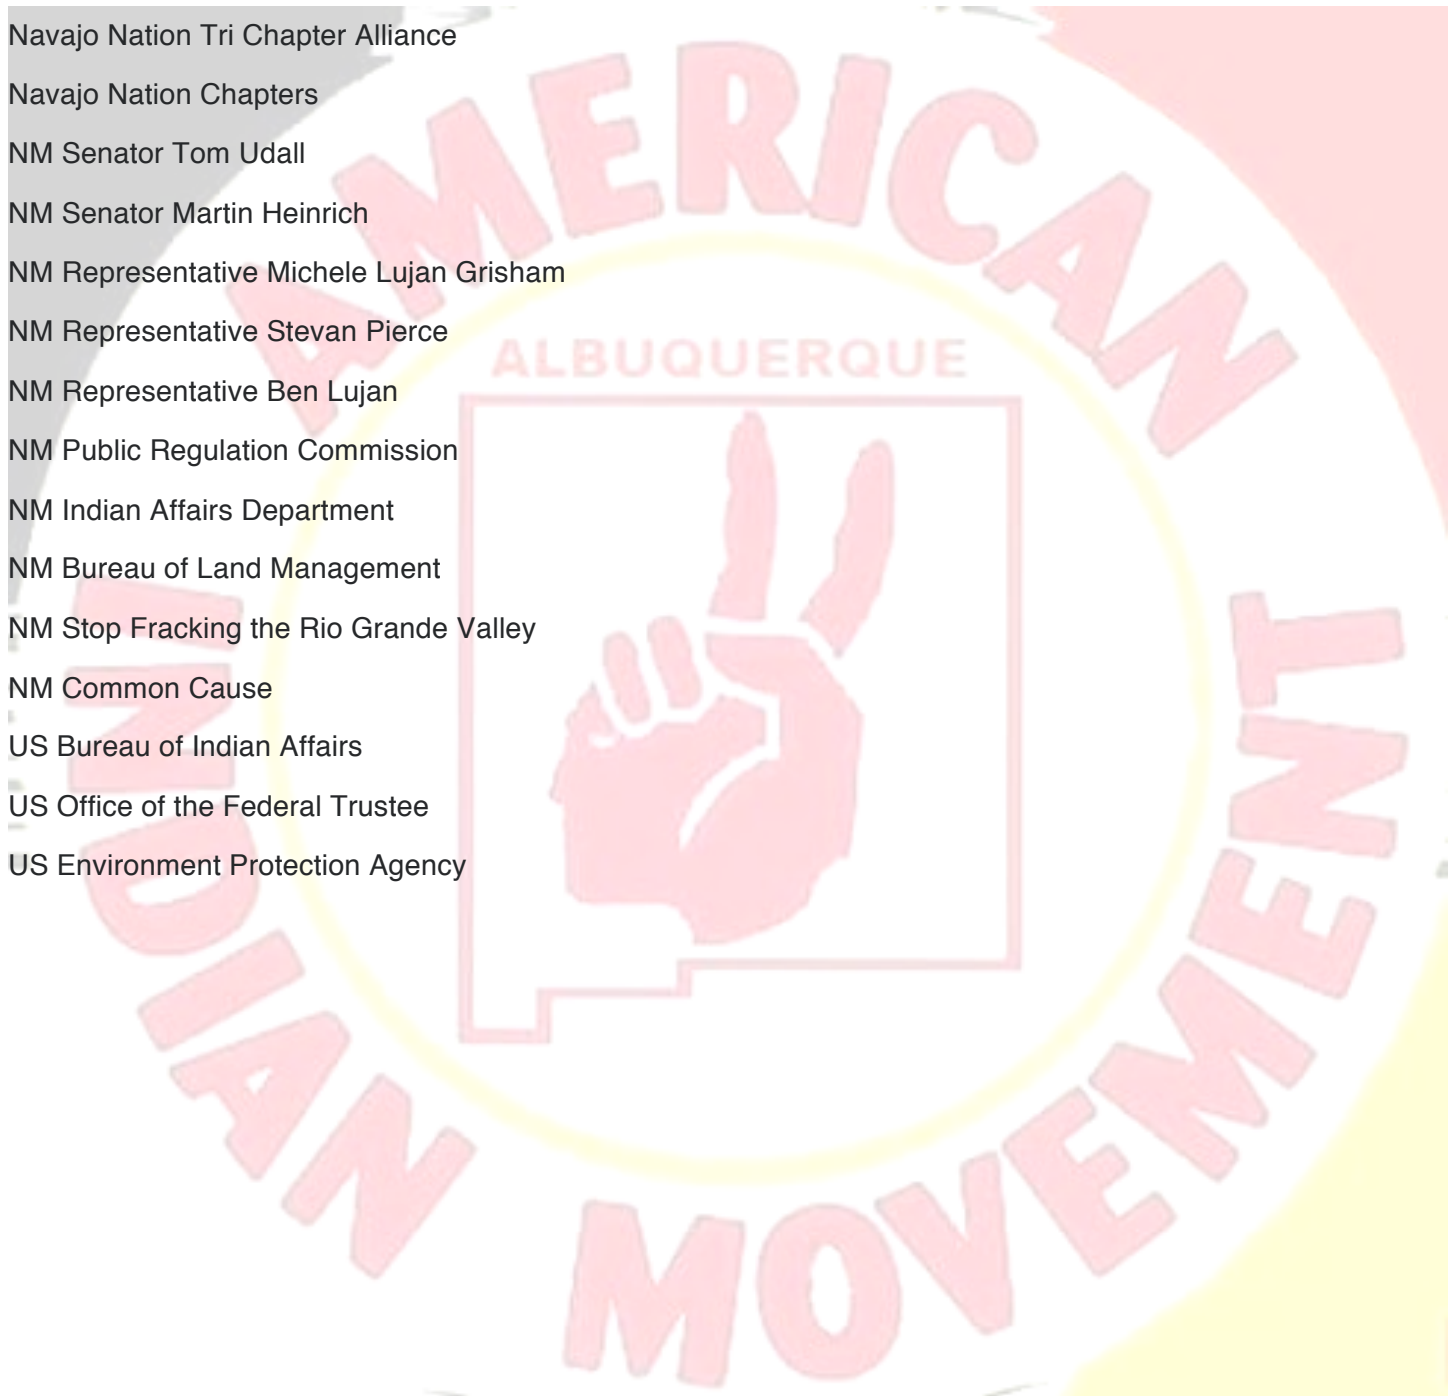 Navajo Nation Tri Chapter Alliance
Navajo Nation Chapters
NM Senator Tom Udall
NM Senator Martin Heinrich
NM Representative Michele Lujan Grisham
NM Representative Stevan Pierce
NM Representative Ben Lujan
NM Public Regulation Commission
NM Indian Affairs Department
NM Bureau of Land Management
NM Stop Fracking the Rio Grande Valley
NM Common Cause
US Bureau of Indian Affairs
US Office of the Federal Trustee
US Environment Protection Agency
AMERICAN
INDIAN MOVEMENT
ALBUQUERQUE